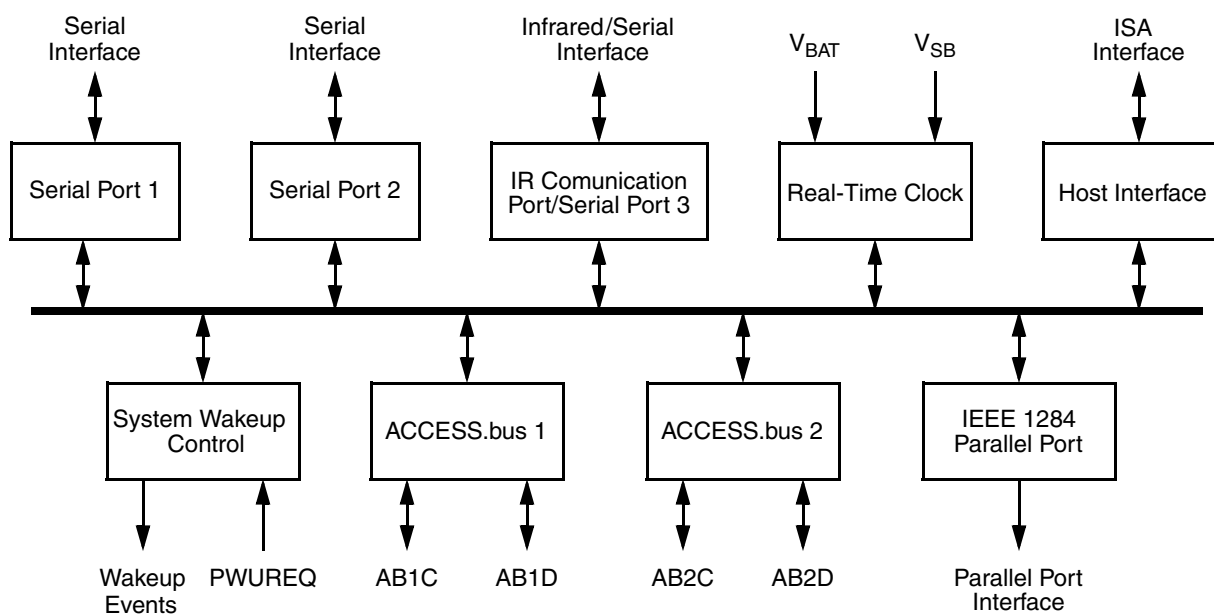 Serial
Interface
Serial
Interface
Infrared/Serial
Interface
VBAT
VSB
ISA
Interface
Serial Port 1
Serial Port 2
IR Comunication
Port/Serial Port 3
Real-Time Clock
Host Interface
System Wakeup
Control
ACCESS.bus 1
ACCESS.bus 2
IEEE 1284
Parallel Port
Wakeup
Events
PWUREQ
AB1C
AB1D
AB2C
AB2D
Parallel Port
Interface